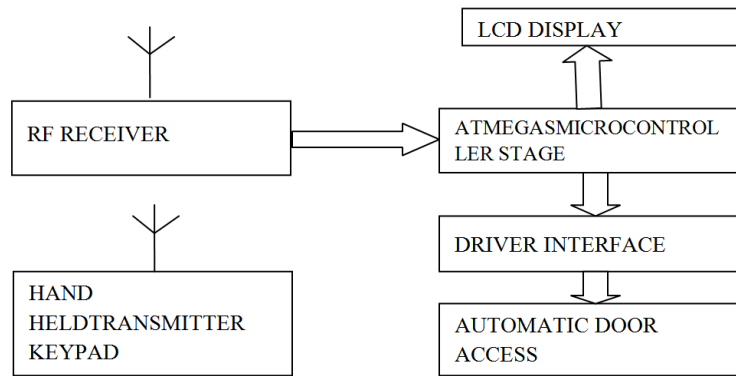 LCD DISPLAY
RF RECEIVER
ATMEGASMICROCONTROL
LER STAGE
DRIVER INTERFACE
HAND
HELDTRANSMITTER
KEYPAD
AUTOMATIC DOOR
ACCESS